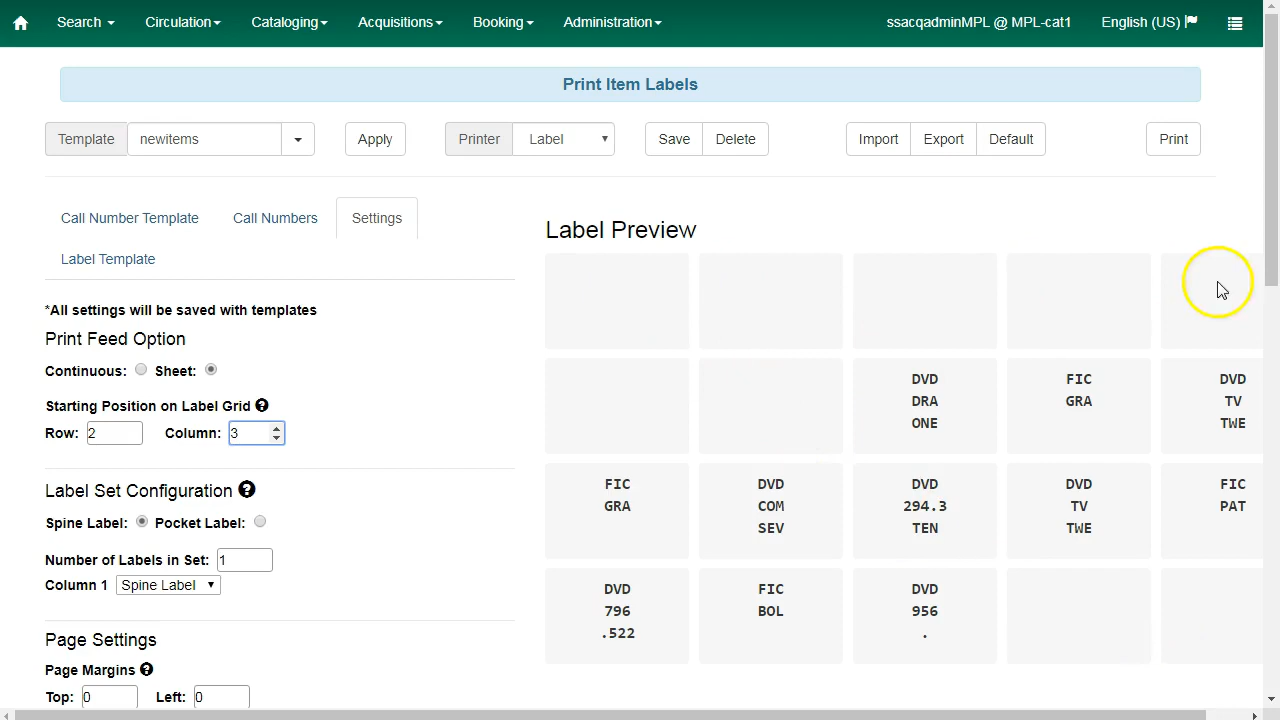 Search Circulation Cataloging Acquisitions Booking Administration ssacqadminMPL @ MPL-cat1 English (US)
Print Item Labels
Template newitems Apply Printer Label Save Delete Import Export Default Print
Call Number Template Call Numbers Settings
Label Template
Label Preview
*All settings will be saved with templates
Print Feed Option
Continuous: Sheet:
Starting Position on Label Grid
Row: 2 Column: 3
Label Set Configuration
Spine Label: Pocket Label:
Number of Labels in Set: 1
Column 1 Spine Label
Page Settings
Page Margins
Top: 0 Left: 0
DVD FIC DVD
DRA GRA TV
ONE TWE
FIC DVD DVD DVD FIC
GRA COM 294.3 TV PAT
SEV TEN TWE
DVD FIC DVD
796 BOL 956
.522 .